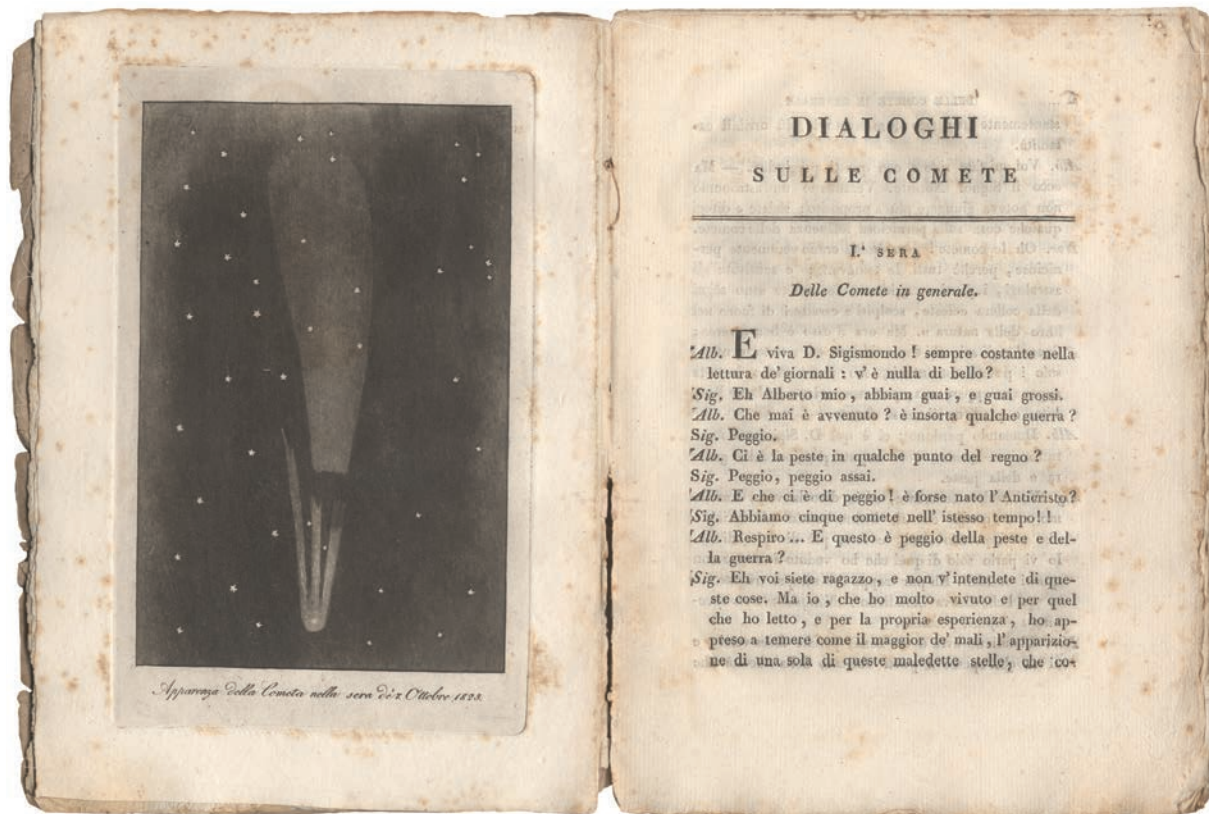 Apparenza della Cometa nella sera de' 2 Ottobre 1825.
DIALOGHI
SULLE COMETE
I.ª SERA
Delle Comete in generale.
Alb. E viva D. Sigismondo ! sempre costante nella
lettura de' giornali : v' è nulla di bello ?
Sig. Eh Alberto mio , abbiam guai , e guai grossi.
Alb. Che mai è avvenuto ? è insorta qualche guerra ?
Sig. Peggio.
Alb. Ci è la peste in qualche punto del regno ?
Sig. Peggio, peggio assai.
Alb. E che ci è di peggio ! è forse nato l' Anticristo ?
Sig. Abbiamo cinque comete nell' istesso tempo ! !
Alb. Respiro ... E questo è peggio della peste e del-
la guerra ?
Sig. Eh voi siete ragazzo , e non v' intendete di que-
ste cose. Ma io , che ho molto vivuto e per quel
che ho letto , e per la propria esperienza , ho ap-
preso a temere come il maggior de' mali , l' apparizio-
ne di una sola di queste maledette stelle , che co-